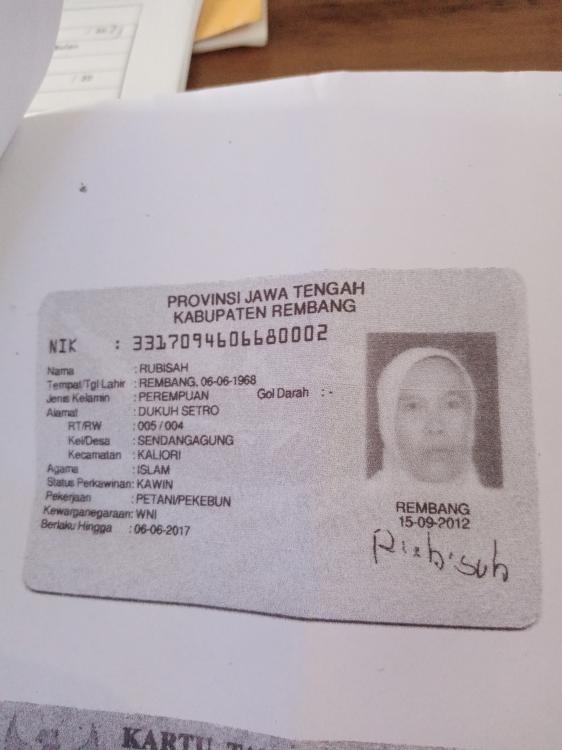 PROVINSI JAWA TENGAH
KABUPATEN REMBANG
NIK : 3317094606680002
Nama : RUBISAH
Tempat/Tgl Lahir : REMBANG, 06-06-1968
Jenis Kelamin : PEREMPUAN Gol Darah : -
Alamat : DUKUH SETRO
RT/RW : 005 / 004
Kel/Desa : SENDANGAGUNG
Kecamatan : KALIORI
Agama : ISLAM
Status Perkawinan: KAWIN
Pekerjaan : PETANI/PEKEBUN
Kewarganegaraan: WNI
Berlaku Hingga : 06-06-2017
REMBANG
15-09-2012
KARTU